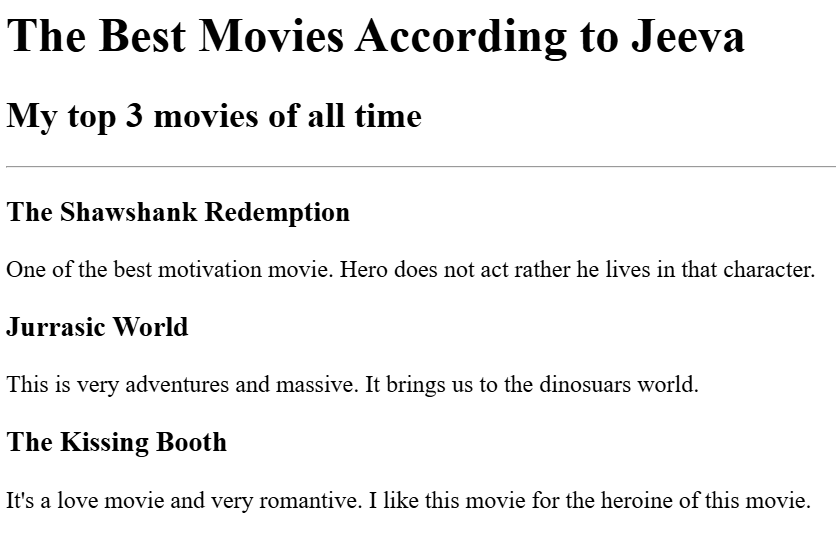 The Best Movies According to Jeeva
My top 3 movies of all time
The Shawshank Redemption
One of the best motivation movie. Hero does not act rather he lives in that character.
Jurrasic World
This is very adventures and massive. It brings us to the dinosuars world.
The Kissing Booth
It's a love movie and very romantive. I like this movie for the heroine of this movie.